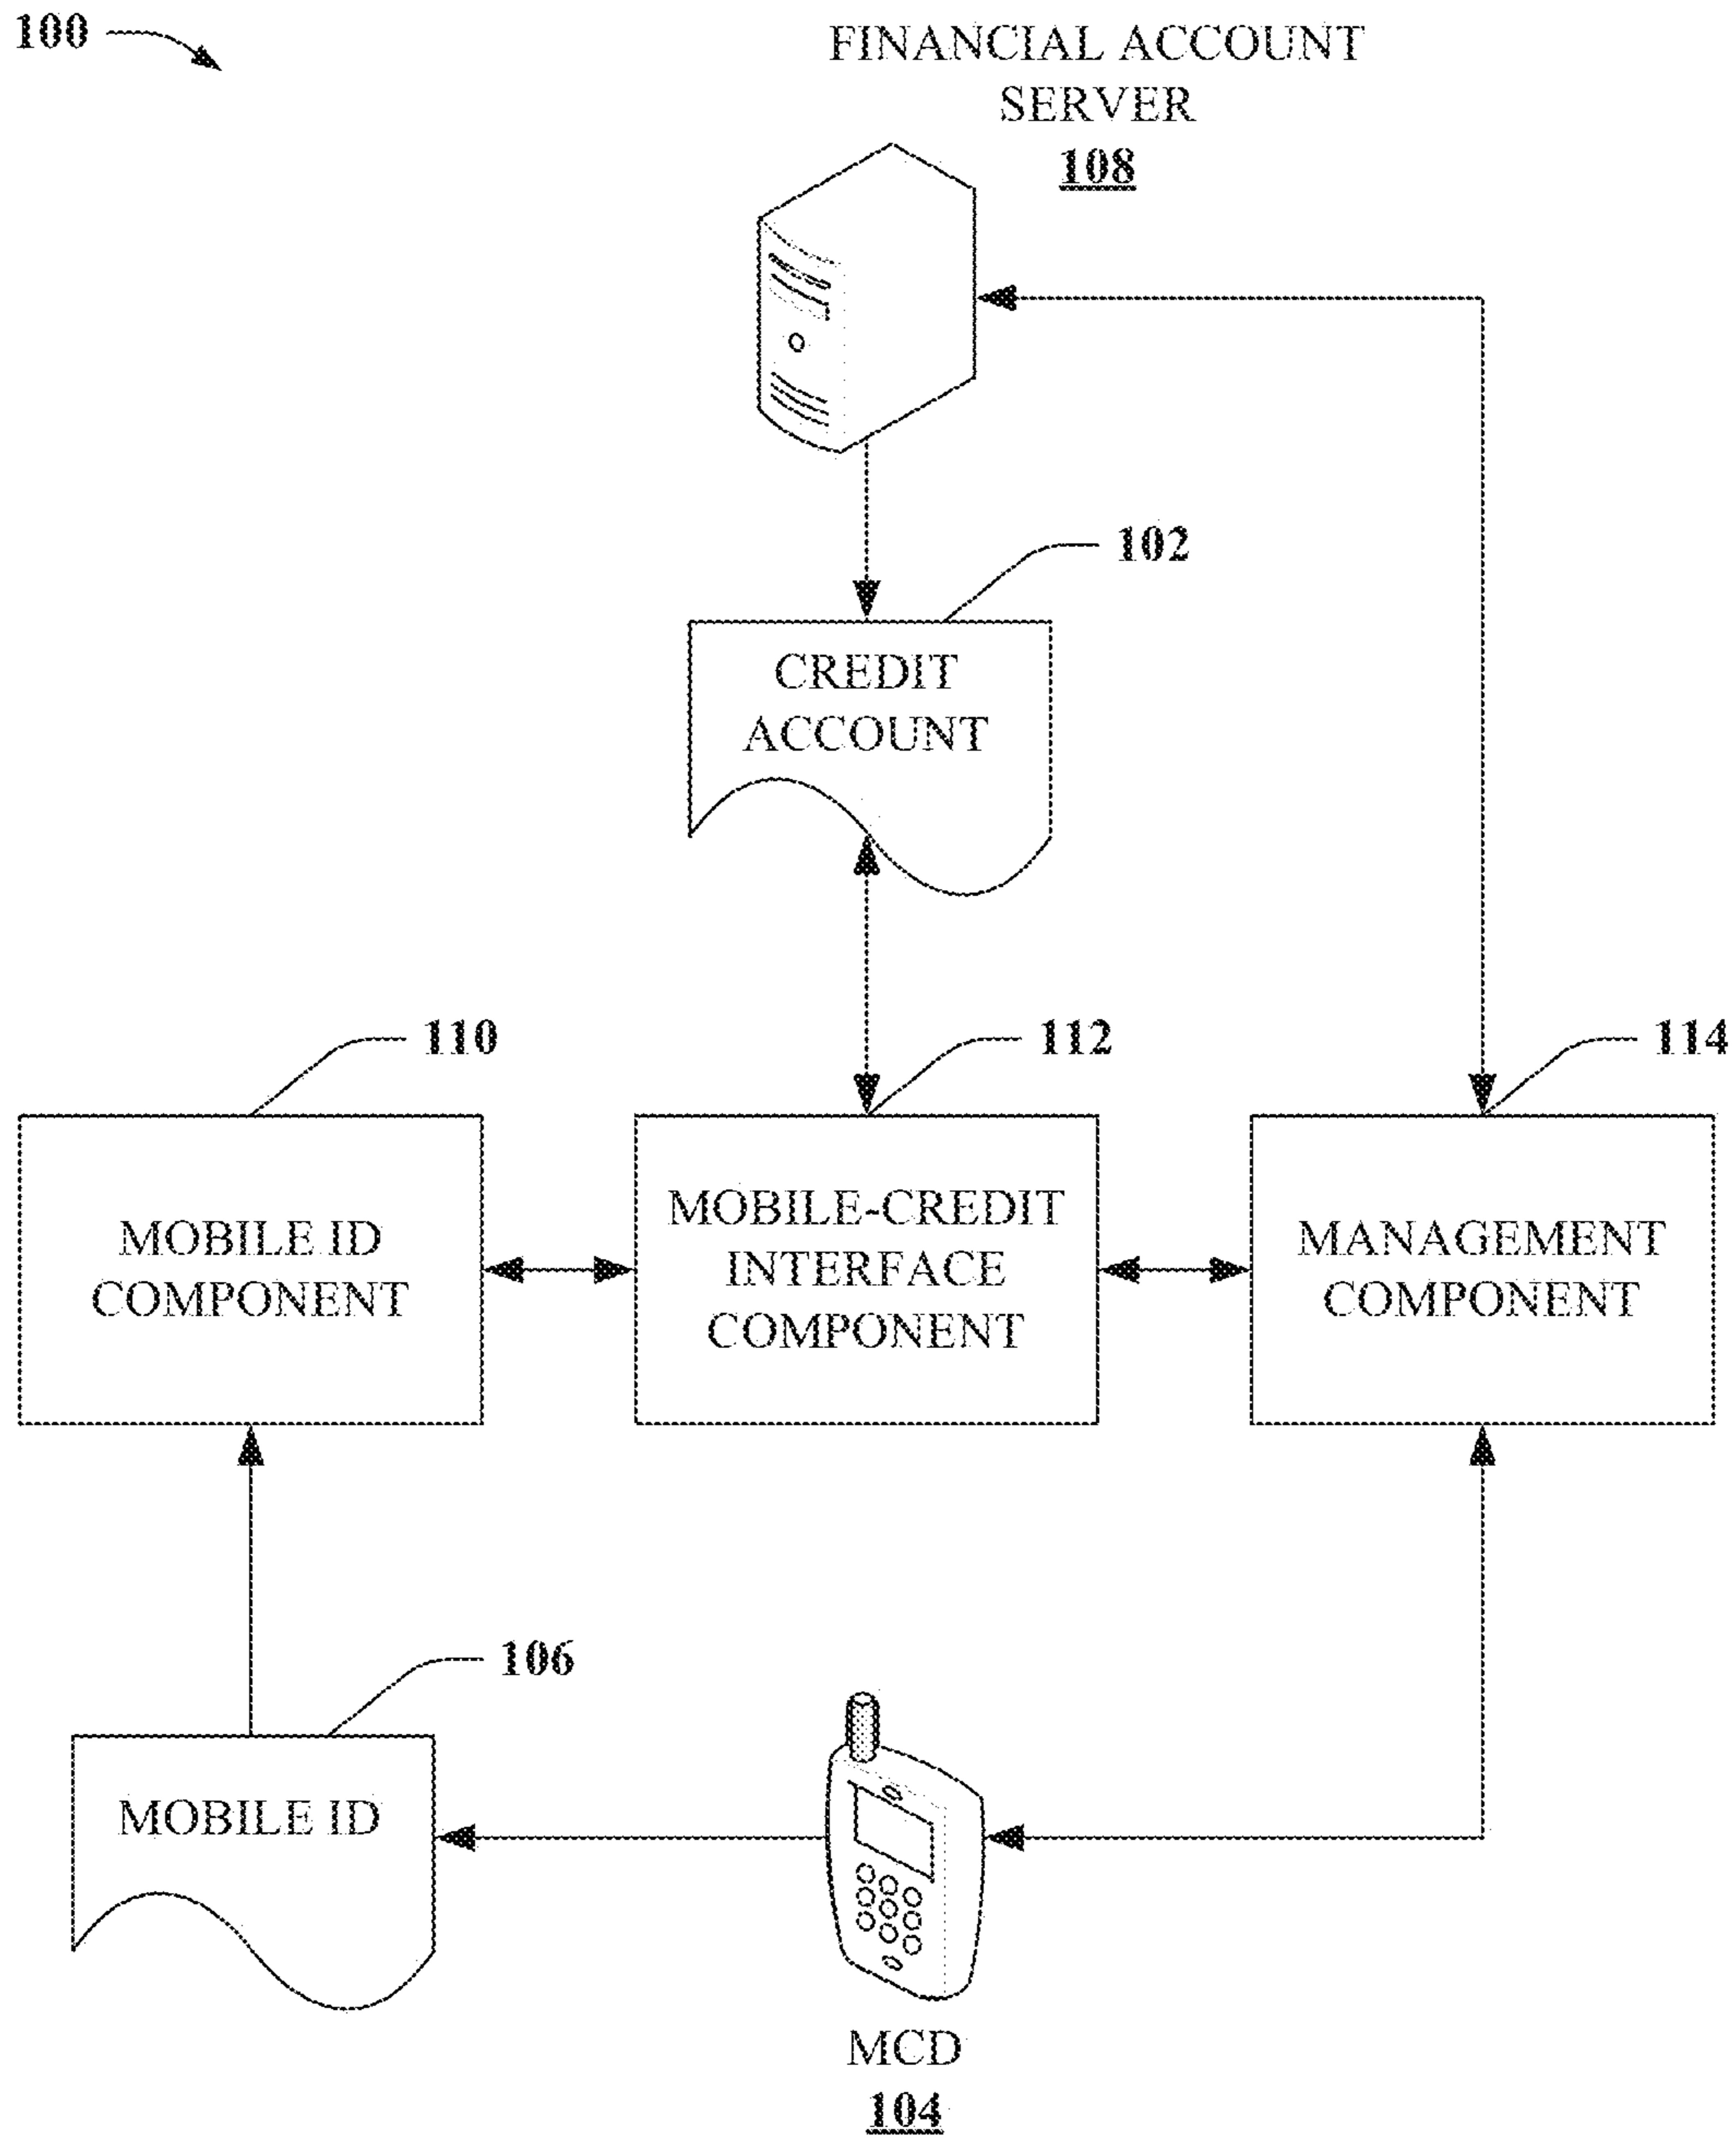 100
FINANCIAL ACCOUNT
SERVER
108
102
CREDIT
ACCOUNT
110
112
114
MOBILE ID
COMPONENT
MOBILE-CREDIT
INTERFACE
COMPONENT
MANAGEMENT
COMPONENT
106
MOBILE ID
MCD
104